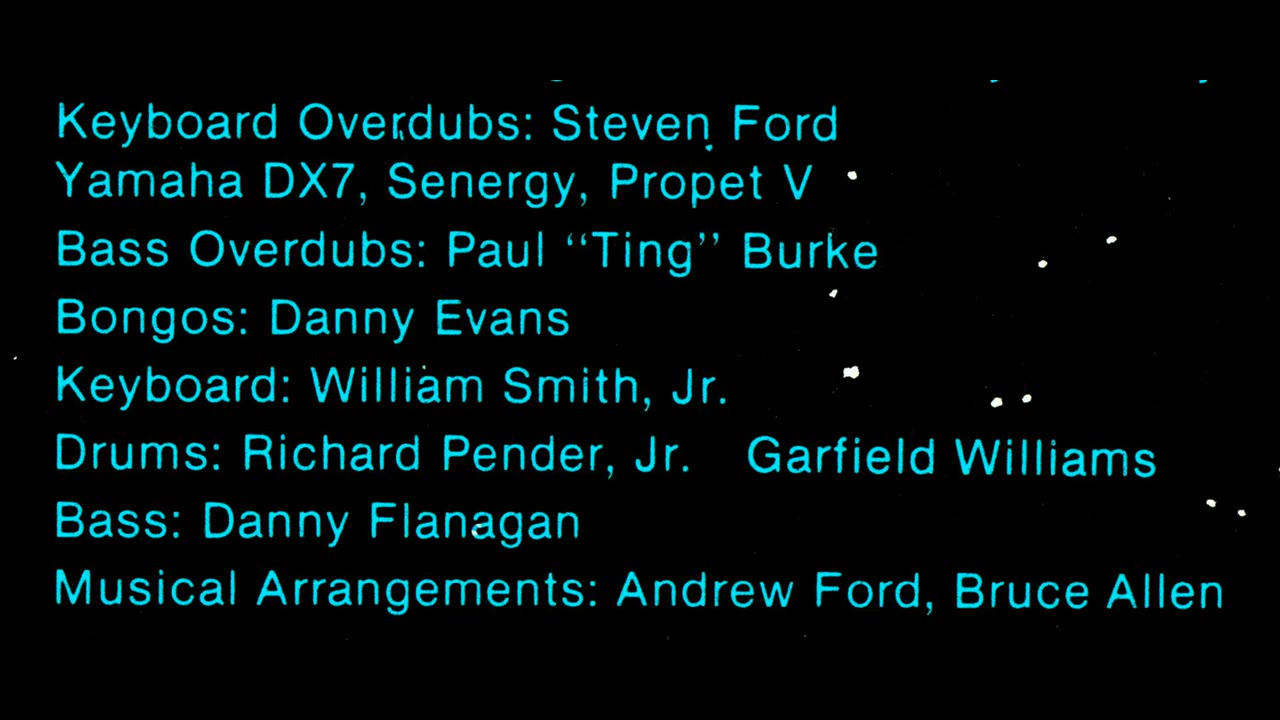 Keyboard Overdubs: Steven Ford
Yamaha DX7, Senergy, Propet V
Bass Overdubs: Paul “Ting” Burke
Bongos: Danny Evans
Keyboard: William Smith, Jr.
Drums: Richard Pender, Jr. Garfield Williams
Bass: Danny Flanagan
Musical Arrangements: Andrew Ford, Bruce Allen